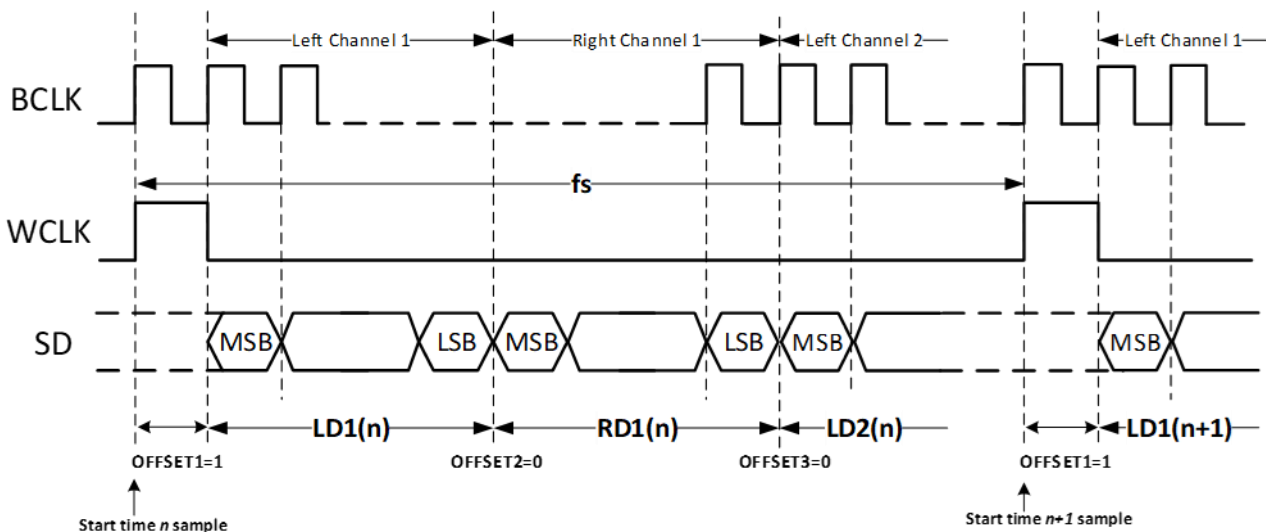 Left Channel 1 Right Channel 1 Left Channel 2 Left Channel 1
BCLK
fs
WCLK
SD MSB LSB MSB LSB MSB MSB
LD1(n) RD1(n) LD2(n) LD1(n+1)
OFFSET1=1 OFFSET2=0 OFFSET3=0 OFFSET1=1
Start time n sample Start time n+1 sample